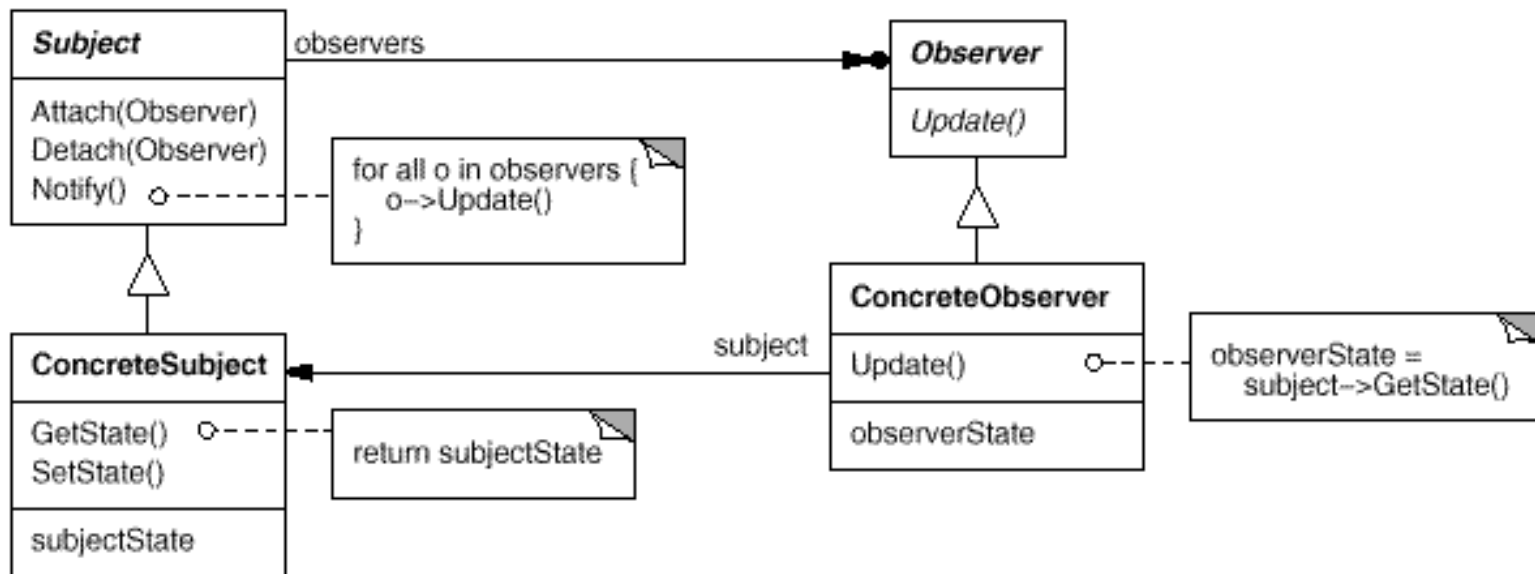 Subject
Attach(Observer)
Detach(Observer)
Notify()
observers
Observer
Update()
for all o in observers {
o->Update()
}
ConcreteSubject
GetState()
SetState()
subjectState
return subjectState
subject
ConcreteObserver
Update()
observerState
observerState =
subject->GetState()